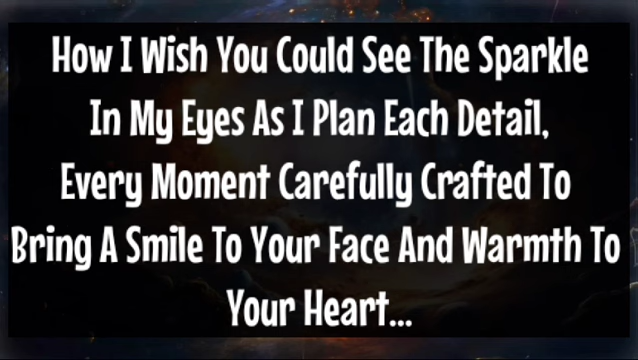 How I Wish You Could See The Sparkle
In My Eyes As I Plan Each Detail,
Every Moment Carefully Crafted To
Bring A Smile To Your Face And Warmth To
Your Heart...